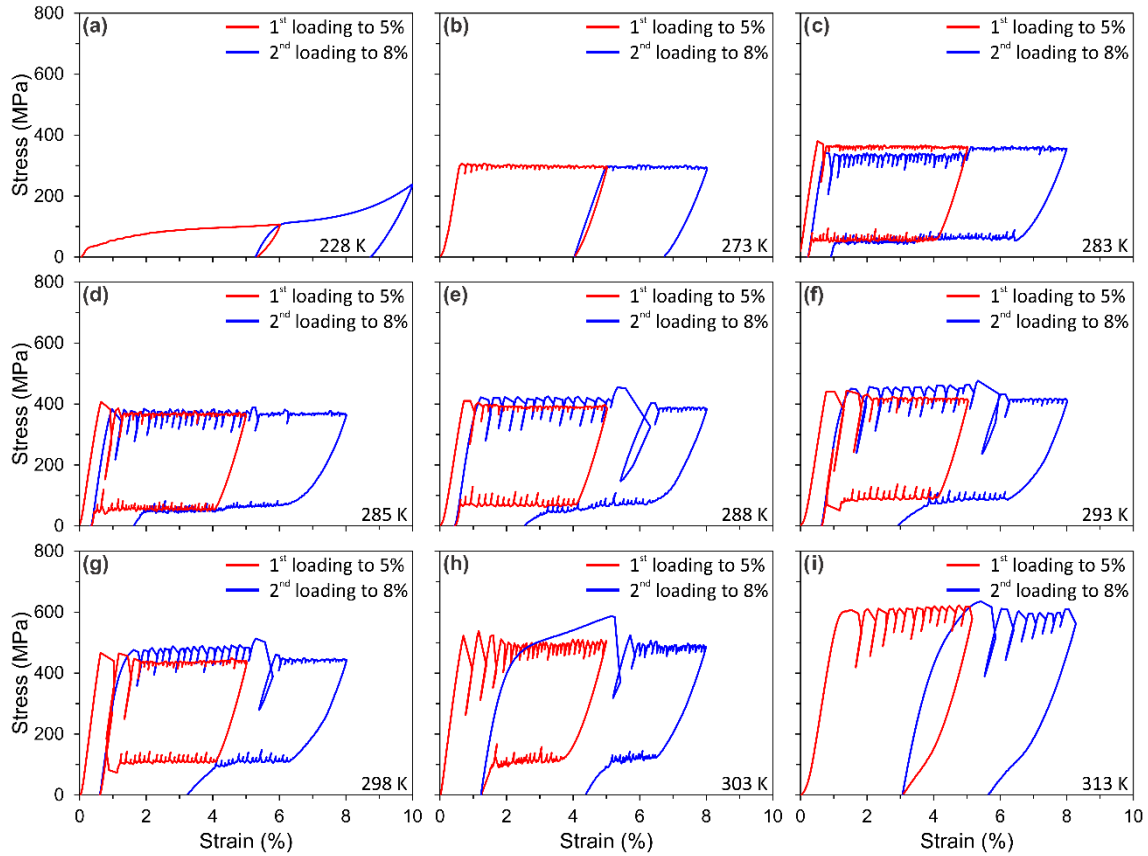 (a) 1st loading to 5%
2nd loading to 8%
228 K
(b) 1st loading to 5%
2nd loading to 8%
273 K
(c) 1st loading to 5%
2nd loading to 8%
283 K
800
600
400
200
0
Stress (MPa)
(d) 1st loading to 5%
2nd loading to 8%
285 K
(e) 1st loading to 5%
2nd loading to 8%
288 K
(f) 1st loading to 5%
2nd loading to 8%
293 K
800
600
400
200
0
Stress (MPa)
(g) 1st loading to 5%
2nd loading to 8%
298 K
(h) 1st loading to 5%
2nd loading to 8%
303 K
(i) 1st loading to 5%
2nd loading to 8%
313 K
800
600
400
200
0
Stress (MPa)
0 2 4 6 8 10
0 2 4 6 8 10
0 2 4 6 8 10
Strain (%)
Strain (%)
Strain (%)